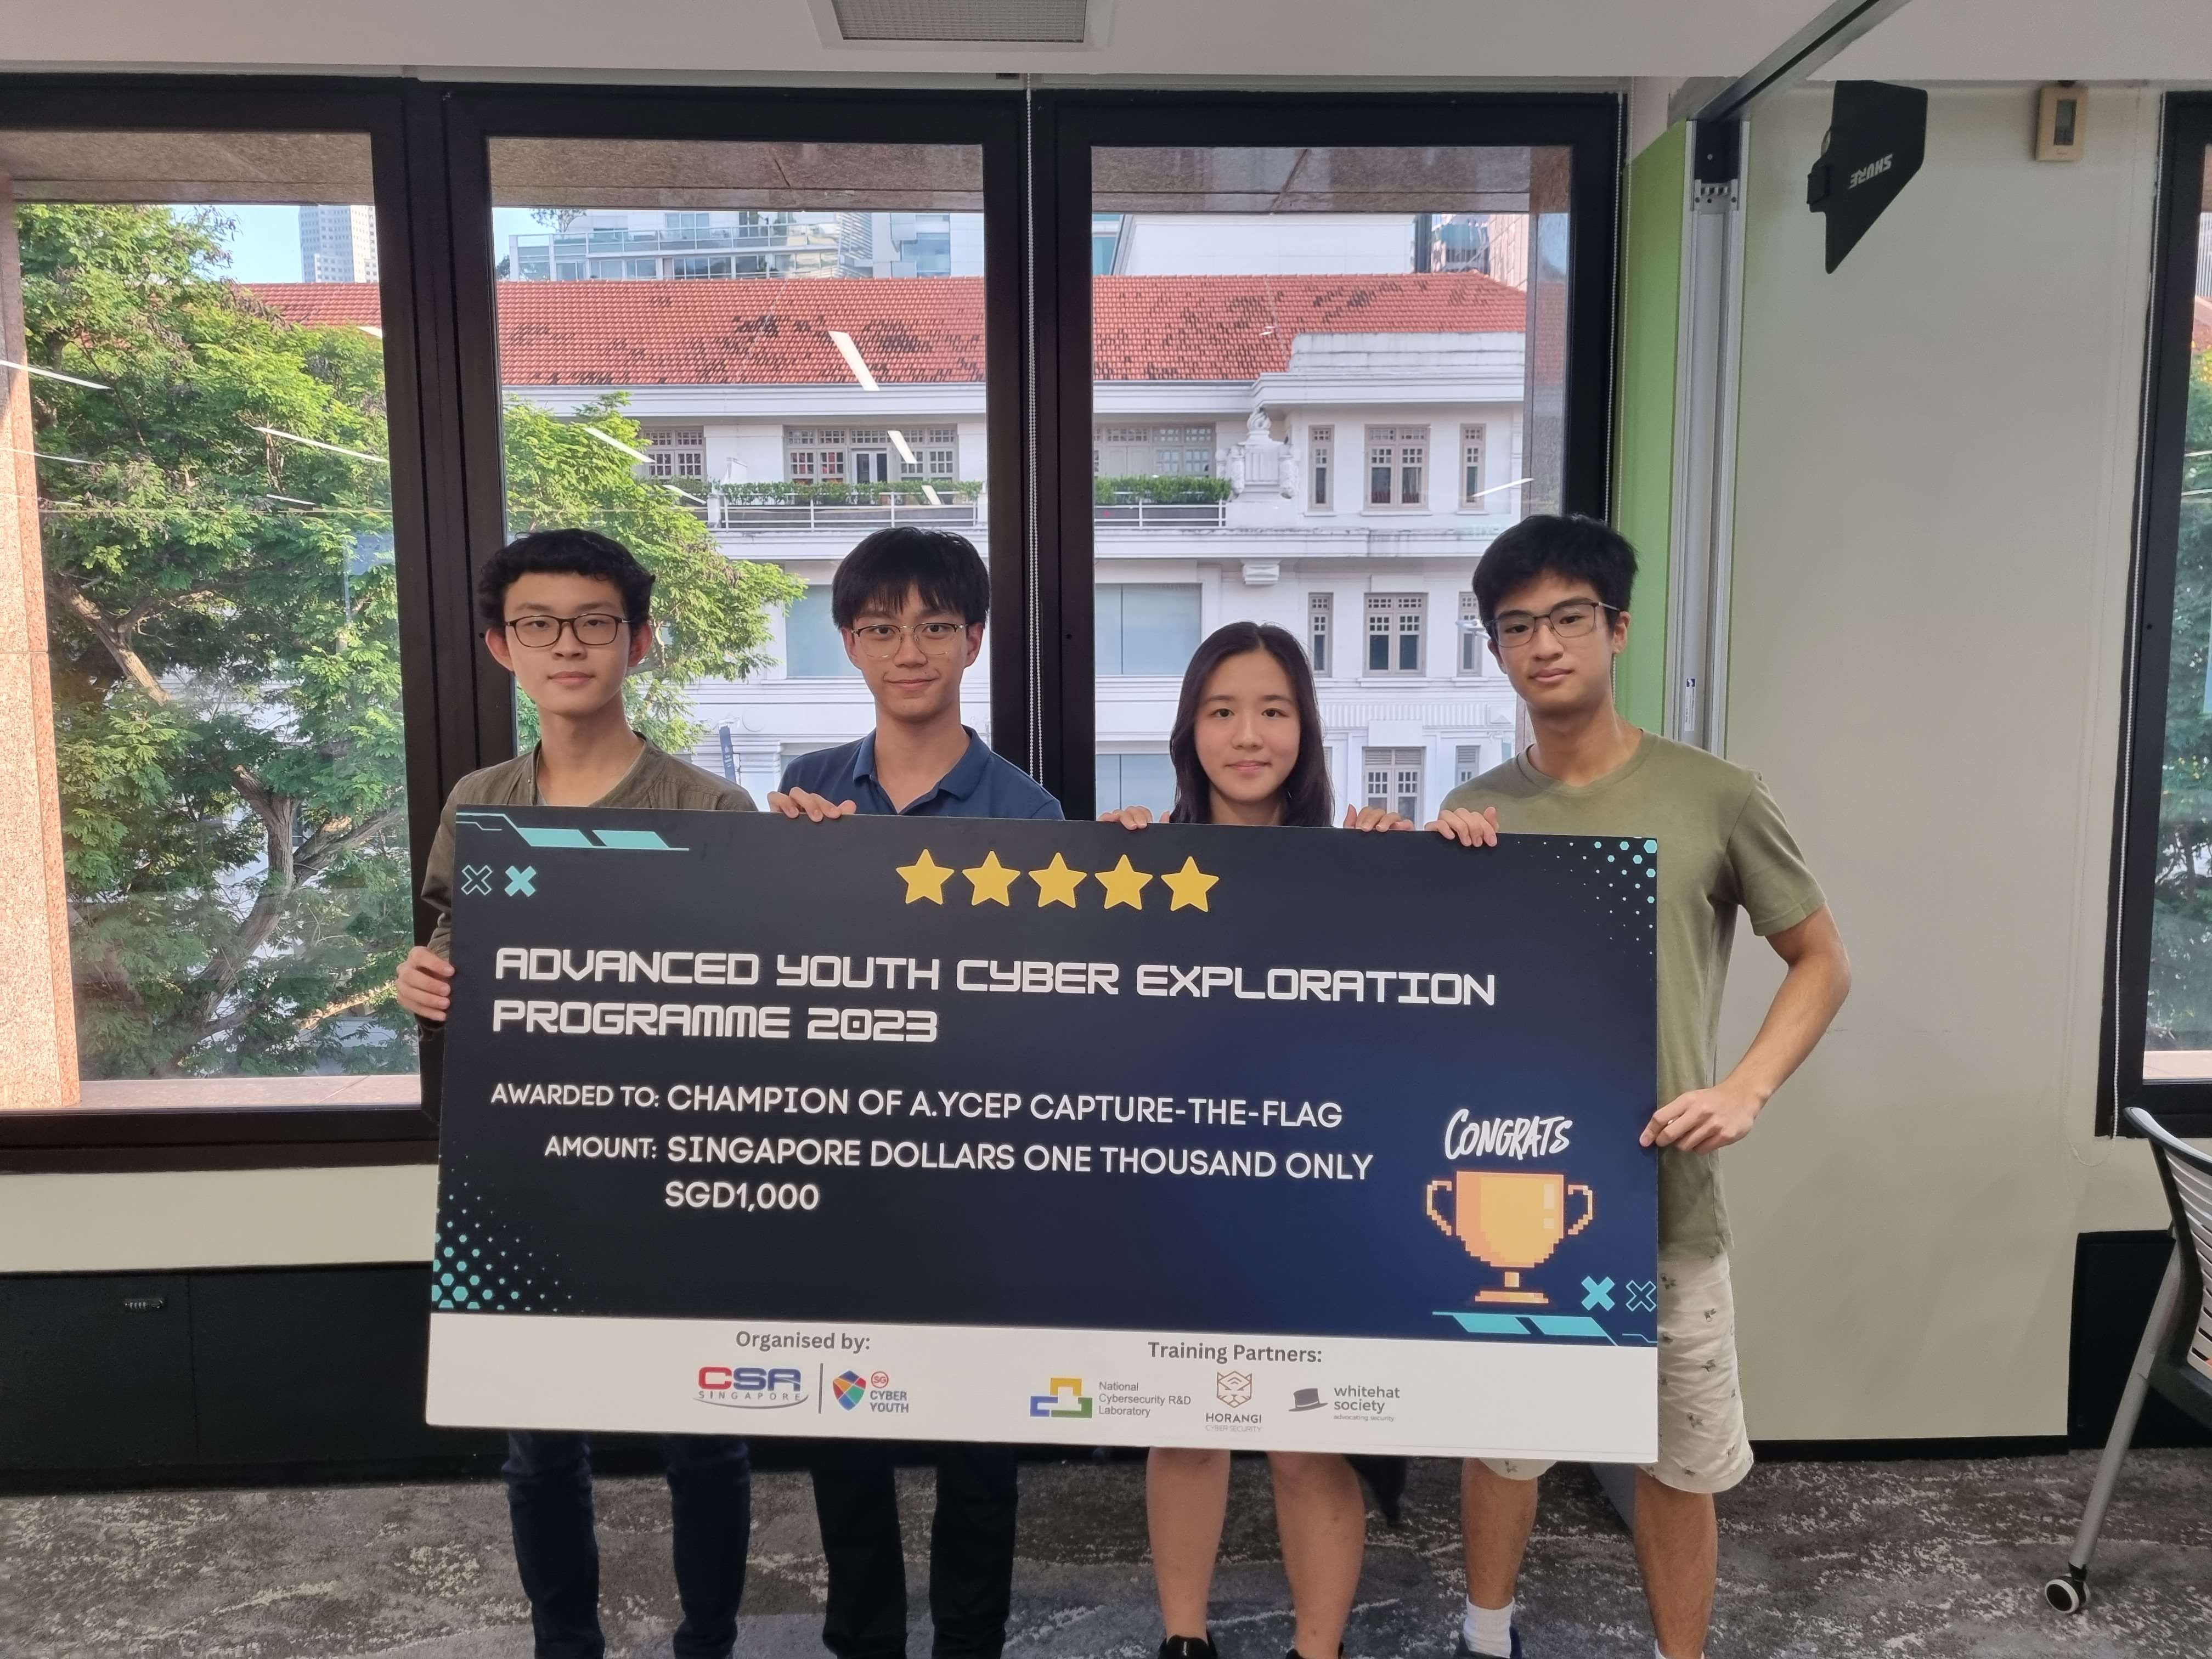 SHURE
ADVANCED YOUTH CYBER EXPLORATION
PROGRAMME 2023
AWARDED TO: CHAMPION OF A.YCEP CAPTURE-THE-FLAG
AMOUNT: SINGAPORE DOLLARS ONE THOUSAND ONLY
SGD1,000
CONGRATS
Organised by:
CSA
SINGAPORE
SG
CYBER
YOUTH
Training Partners:
National
Cybersecurity R&D
Laboratory
HORANGI
CYBER SECURITY
whitehat
society
advocating security